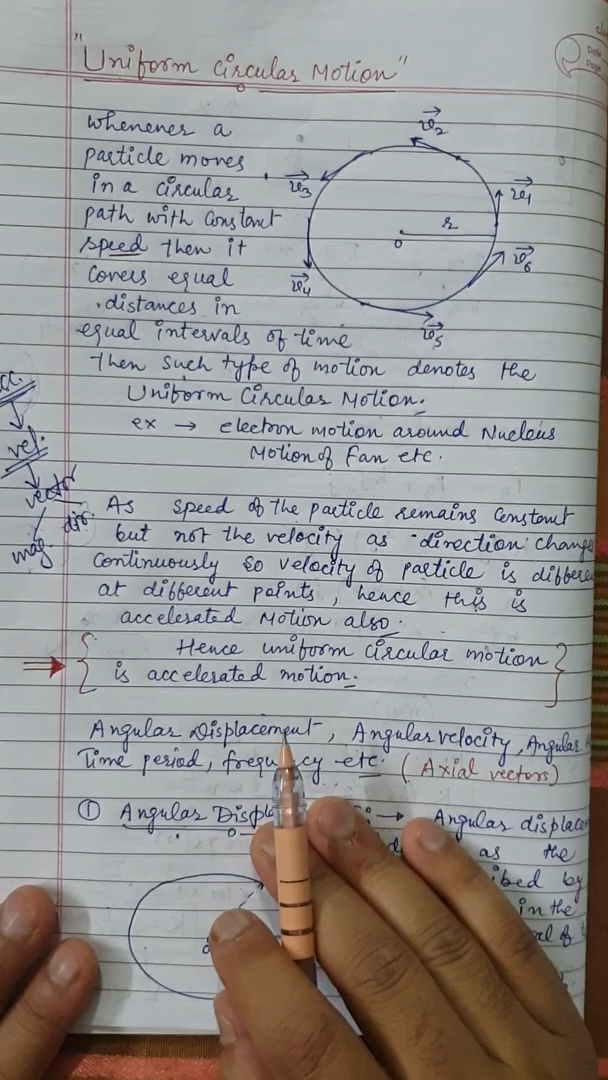 "Uniform Circular Motion"
Date
Page
whenever a
particle moves
in a circular
path with constant
speed then it
covers equal
distances in
equal intervals of time
then such type of motion denotes the
Uniform Circular Motion.
ex → electron motion around Nucleus
Motion of Fan etc.
v₂
v₃
v₁
r
o
v₆
v₄
v₅
vel.
vector
dir.
mag
As speed of the particle remains constant
but not the velocity as direction change
continuously so velocity of particle is differe
at different points, hence this is
accelerated Motion also.
Hence uniform circular motion
is accelerated motion.
Angular Displacement, Angular velocity, Angular
Time period, frequency etc. (Axial vectors)
① Angular Displ → Angular displace
as the
ibed by
in the
al of